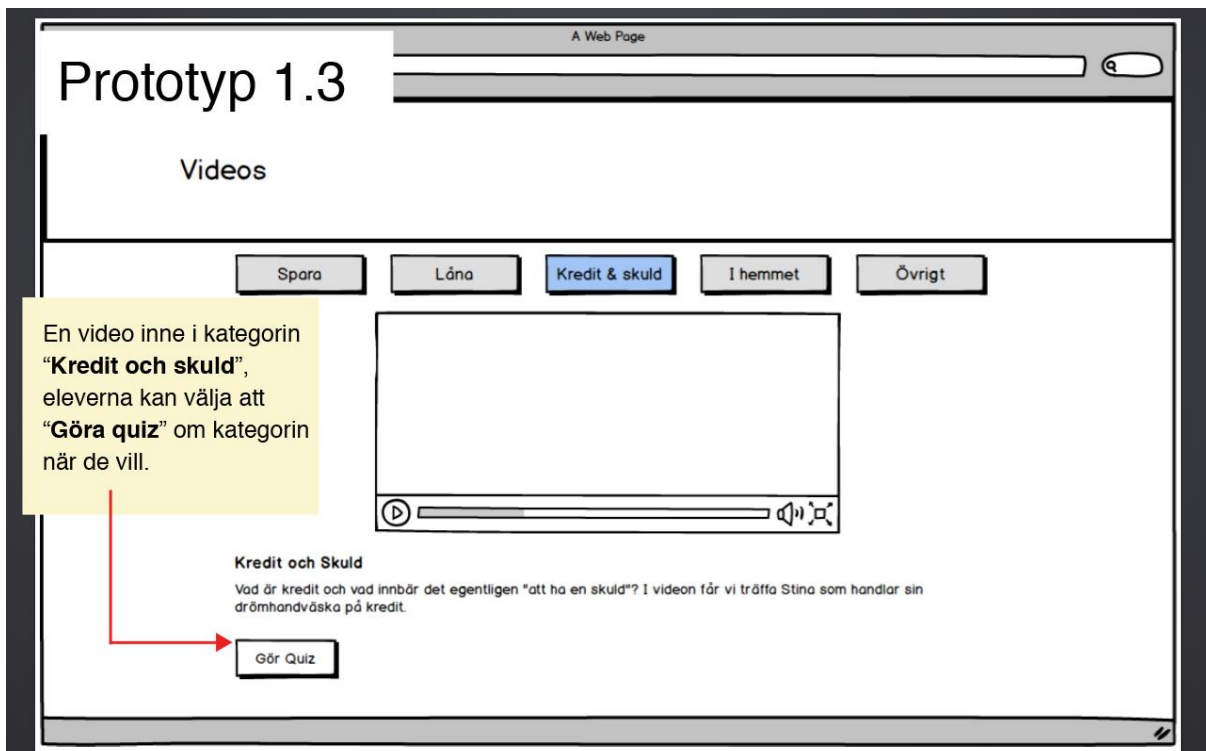 A Web Page
Prototyp 1.3
Videos
Spara
Låna
Kredit & skuld
I hemmet
Övrigt
En video inne i kategorin
“Kredit och skuld”,
eleverna kan välja att
“Göra quiz” om kategorin
när de vill.
Kredit och Skuld
Vad är kredit och vad innbär det egentligen "att ha en skuld"? I videon får vi träffa Stina som handlar sin
drömhandväska på kredit.
Gör Quiz